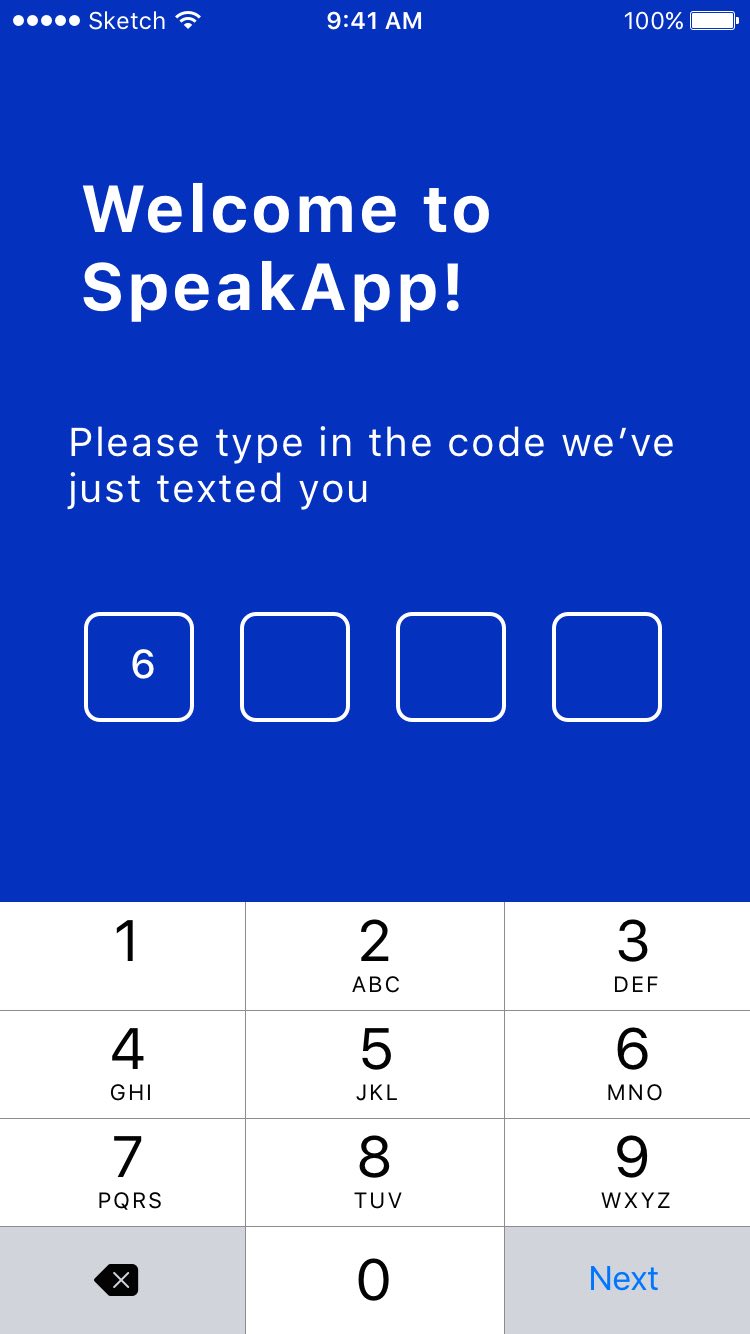 Sketch 9:41 AM 100%
Welcome to
SpeakApp!
Please type in the code we’ve
just texted you
6
1 2 3
ABC DEF
4 5 6
GHI JKL MNO
7 8 9
PQRS TUV WXYZ
0 Next